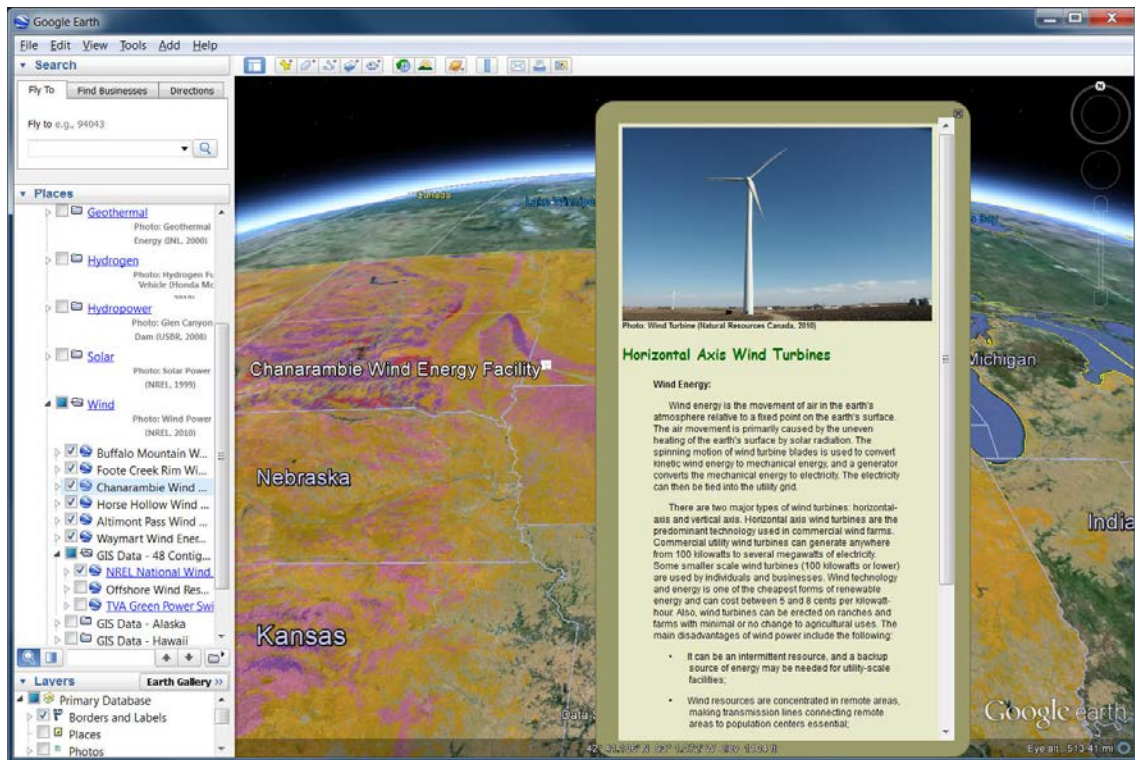 Google Earth
File Edit View Tools Add Help
Search
Fly To Find Businesses Directions
Fly to e.g., 94043
Places
Geothermal
Photo: Geothermal
Energy (INL, 2000)
Hydrogen
Photo: Hydrogen Fu
Vehicle (Honda Mc
Hydropower
Photo: Glen Canyon
Dam (USBR, 2008)
Solar
Photo: Solar Power
(NREL, 1999)
Wind
Photo: Wind Power
(NREL, 2010)
Buffalo Mountain W...
Foote Creek Rim Wi...
Chanarambie Wind ...
Horse Hollow Wind ...
Altimont Pass Wind ...
Waymart Wind Ener...
GIS Data - 48 Contig...
NREL National Wind
Offshore Wind Res...
TVA Green Power Swi
GIS Data - Alaska
GIS Data - Hawaii
Layers Earth Gallery »
Primary Database
Borders and Labels
Places
Photos
N
Canada
Lake Winnipe
Bay
Michigan
Chanarambie Wind Energy Facility
Nebraska
India
Kansas
Data
Photo: Wind Turbine (Natural Resources Canada, 2010)
Horizontal Axis Wind Turbines
Wind Energy:
Wind energy is the movement of air in the earth's
atmosphere relative to a fixed point on the earth's surface.
The air movement is primarily caused by the uneven
heating of the earth's surface by solar radiation. The
spinning motion of wind turbine blades is used to convert
kinetic wind energy to mechanical energy, and a generator
converts the mechanical energy to electricity. The electricity
can then be tied into the utility grid.
There are two major types of wind turbines: horizontal-
axis and vertical axis. Horizontal axis wind turbines are the
predominant technology used in commercial wind farms.
Commercial utility wind turbines can generate anywhere
from 100 kilowatts to several megawatts of electricity.
Some smaller scale wind turbines (100 kilowatts or lower)
are used by individuals and businesses. Wind technology
and energy is one of the cheapest forms of renewable
energy and can cost between 5 and 8 cents per kilowatt-
hour. Also, wind turbines can be erected on ranches and
farms with minimal or no change to agricultural uses. The
main disadvantages of wind power include the following:
• It can be an intermittent resource, and a backup
source of energy may be needed for utility-scale
facilities;
• Wind resources are concentrated in remote areas,
making transmission lines connecting remote
areas to population centers essential;
Google earth
Eye alt 513.41 mi